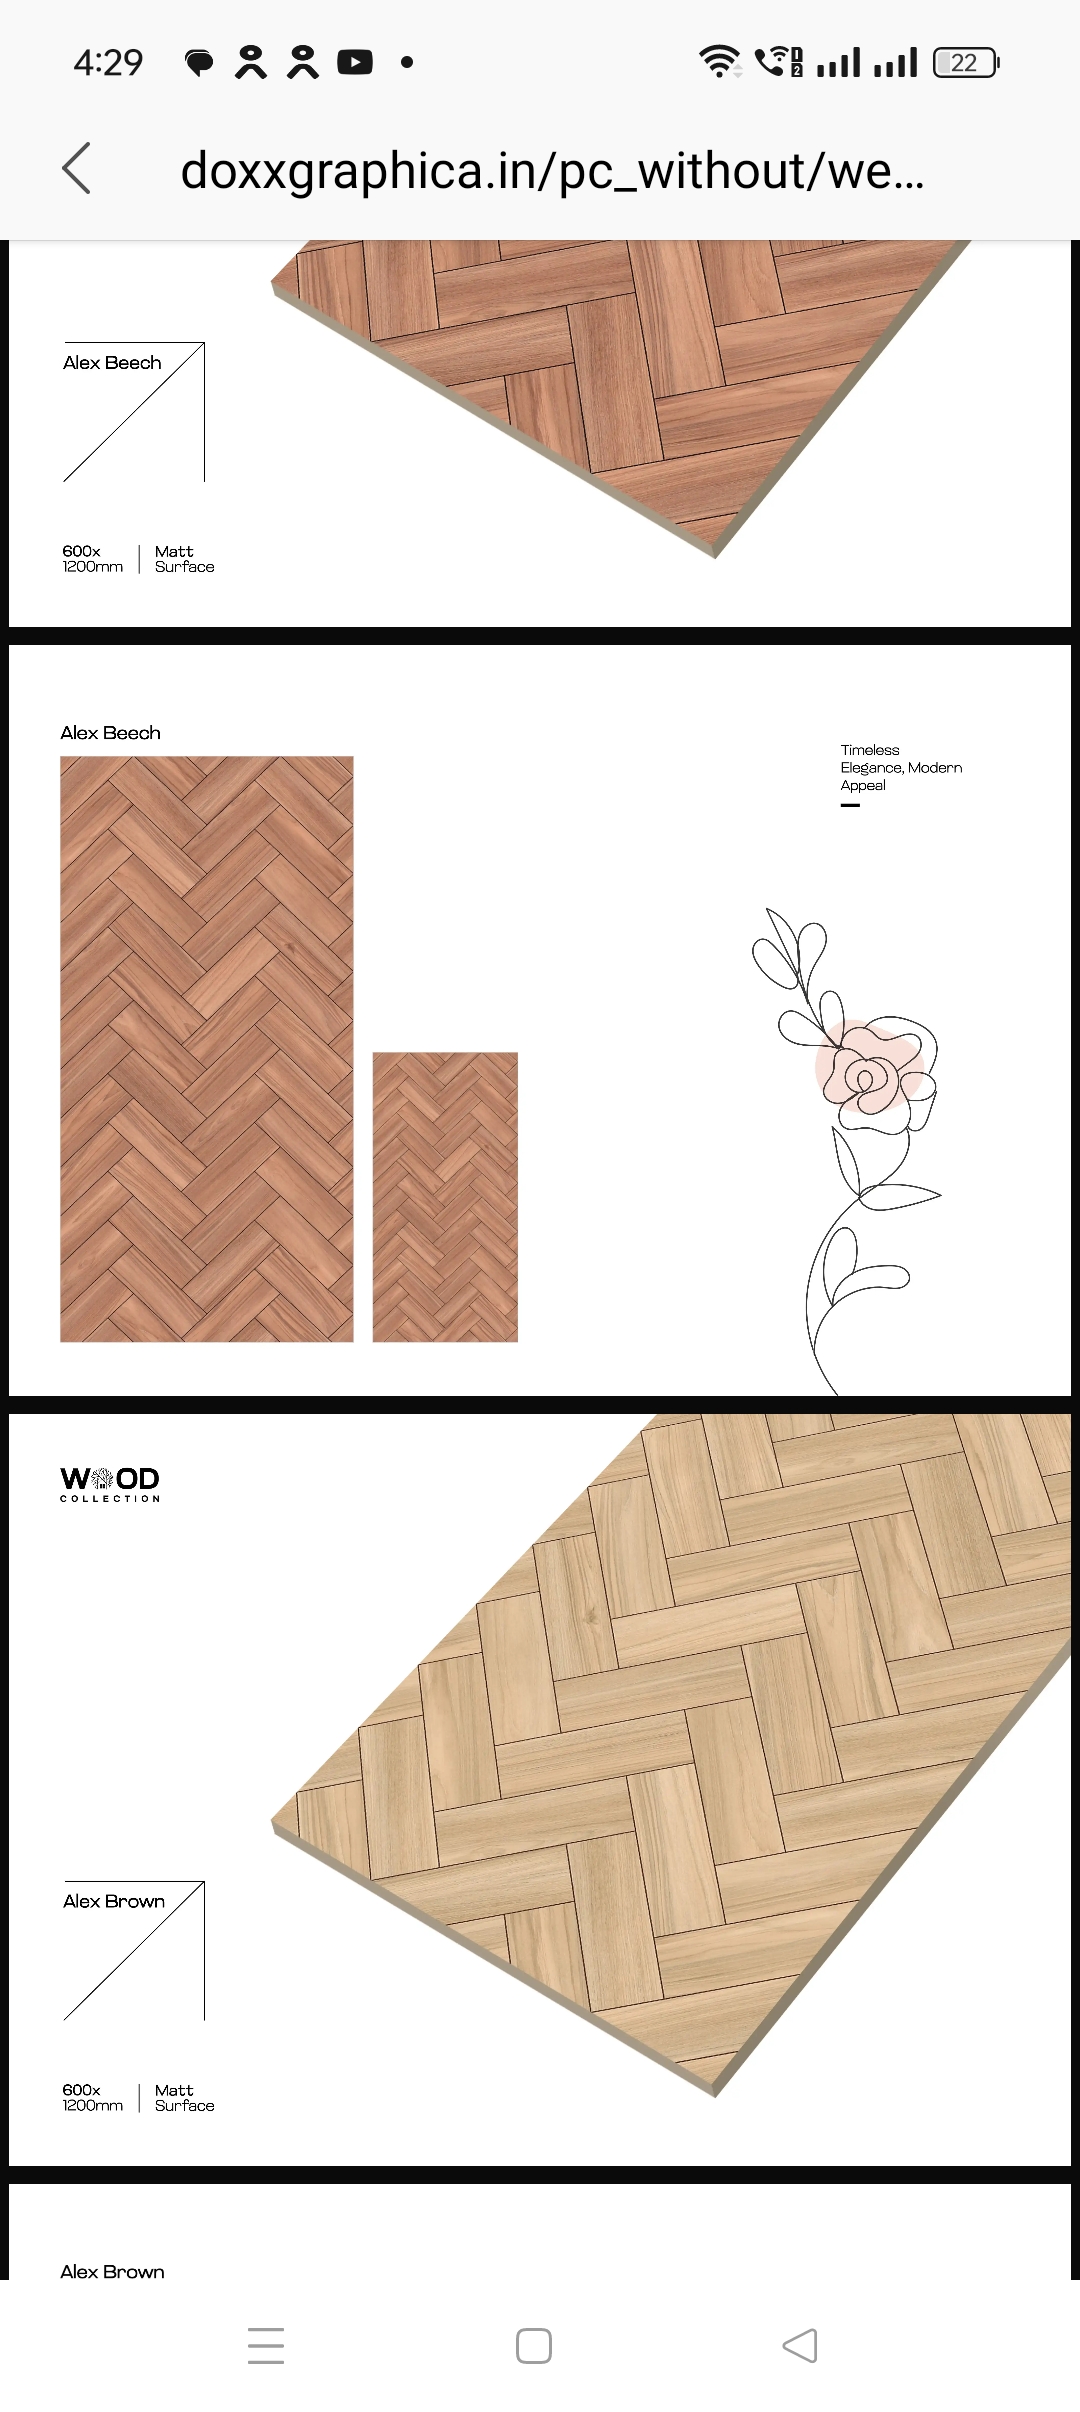 4:29
22
doxxgraphica.in/pc_without/we...
Alex Beech
600x
1200mm
Matt
Surface
Alex Beech
Timeless
Elegance, Modern
Appeal
WOOD
COLLECTION
Alex Brown
600x
1200mm
Matt
Surface
Alex Brown